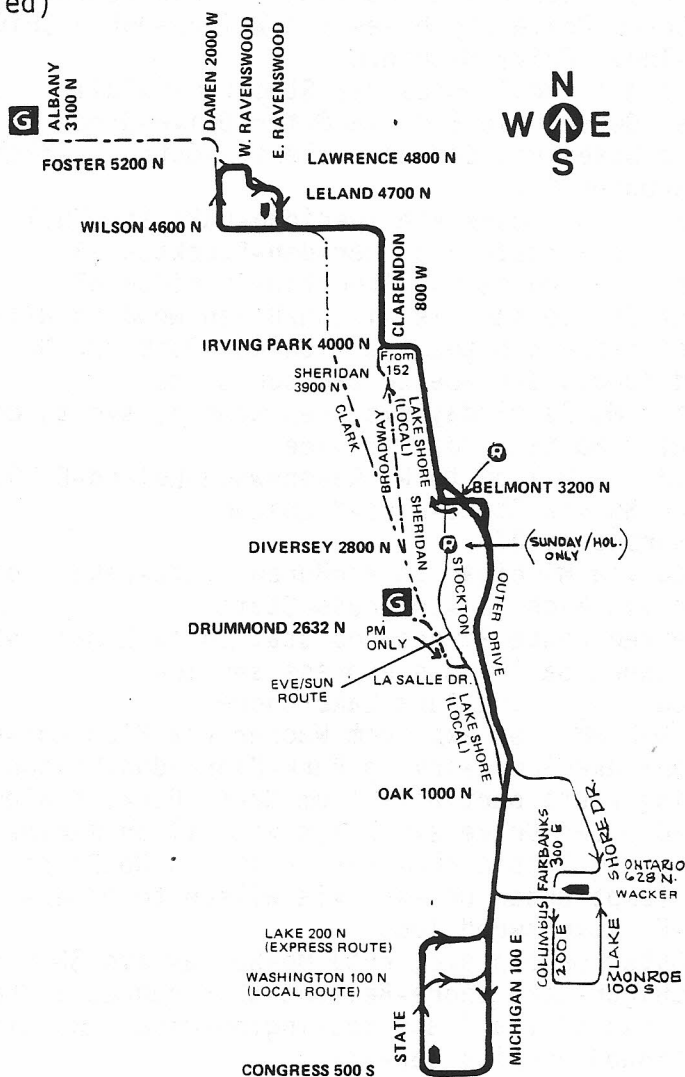 ed)
G
ALBANY
3100 N
DAMEN 2000 W
W. RAVENSWOOD
E. RAVENSWOOD
N
W E
S
FOSTER 5200 N
LAWRENCE 4800 N
LELAND 4700 N
WILSON 4600 N
CLARENDON
800 W
IRVING PARK 4000 N
From
152
SHERIDAN
3900 N
CLARK
BROADWAY
LAKE SHORE
(LOCAL)
SHERIDAN
R
BELMONT 3200 N
DIVERSEY 2800 N
R
(SUNDAY/HOL.)
ONLY
STOCKTON
OUTER DRIVE
G
DRUMMOND 2632 N
PM
ONLY
EVE/SUN
ROUTE
LA SALLE DR.
LAKE SHORE
(LOCAL)
OAK 1000 N
SHORE DR.
FAIRBANKS
300 E
ONTARIO
628 N.
WACKER
COLUMBUS
200E
LAKE
MONROE
100 S
LAKE 200 N
(EXPRESS ROUTE)
WASHINGTON 100 N
(LOCAL ROUTE)
STATE
MICHIGAN 100 E
CONGRESS 500 S